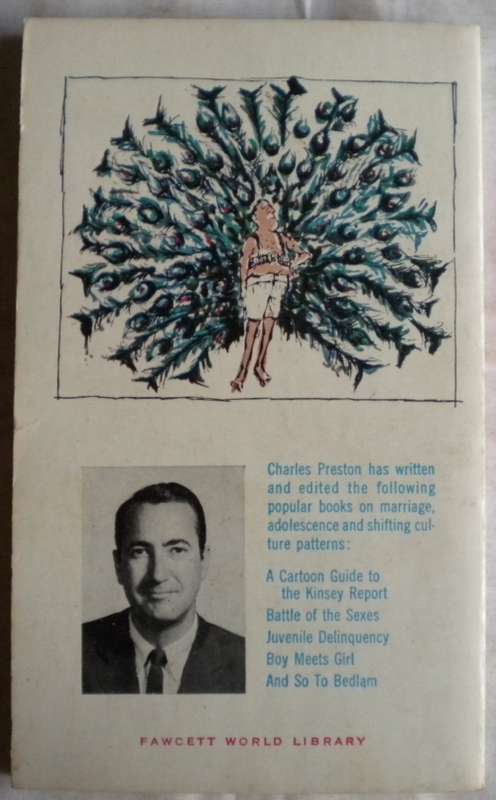 Charles Preston has written
and edited the following
popular books on marriage,
adolescence and shifting cul-
ture patterns:
A Cartoon Guide to
the Kinsey Report
Battle of the Sexes
Juvenile Delinquency
Boy Meets Girl
And So To Bedlam
FAWCETT WORLD LIBRARY